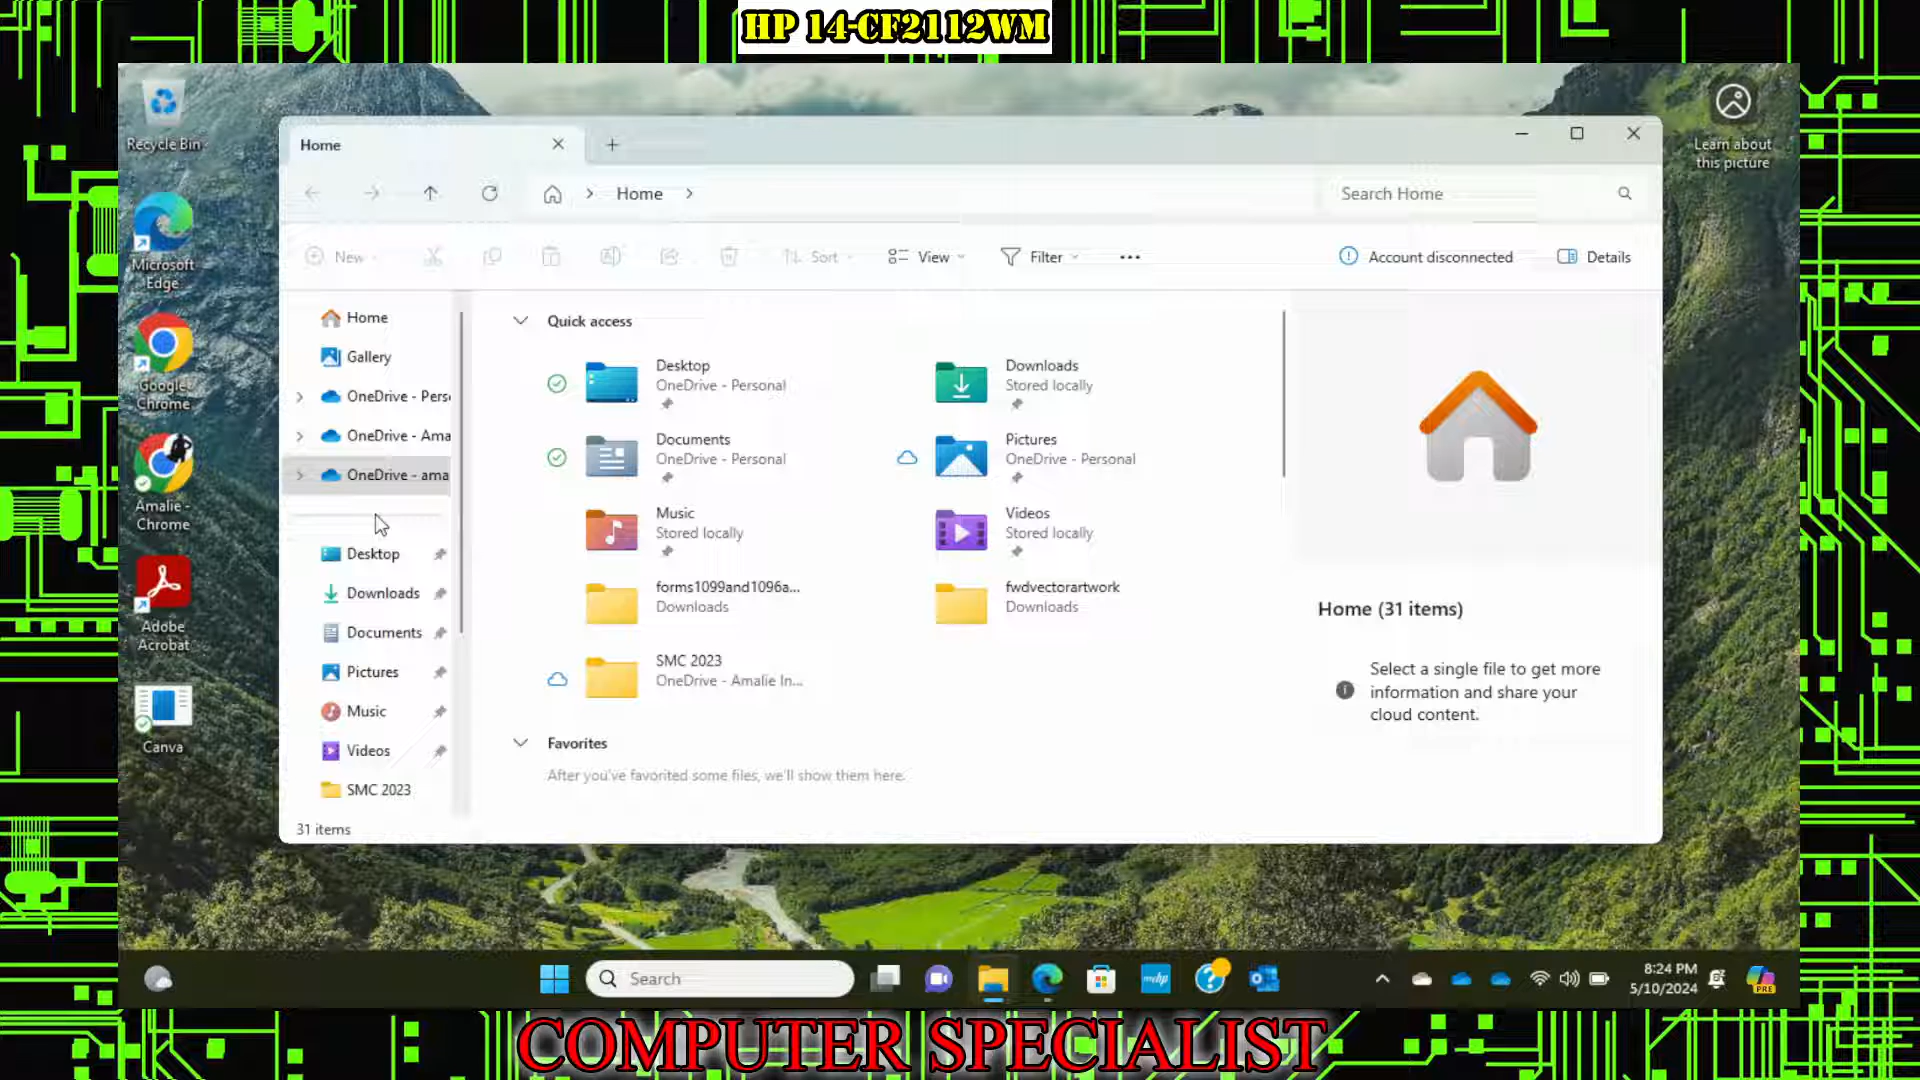 HP 14-CF2112WM
Recycle Bin
Microsoft
Edge
Google
Chrome
Amalie -
Chrome
Adobe
Acrobat
Canva
Learn about
this picture
Home
Home
Search Home
New
Sort
View
Filter
Account disconnected
Details
Home
Gallery
OneDrive - Pers
OneDrive - Ama
OneDrive - ama
Desktop
Downloads
Documents
Pictures
Music
Videos
SMC 2023
31 items
Quick access
Desktop
OneDrive - Personal
Downloads
Stored locally
Documents
OneDrive - Personal
Pictures
OneDrive - Personal
Music
Stored locally
Videos
Stored locally
forms1099and1096a...
Downloads
fwdvectorartwork
Downloads
SMC 2023
OneDrive - Amalie In...
Favorites
After you've favorited some files, we'll show them here.
Home (31 items)
Select a single file to get more
information and share your
cloud content.
Search
myhp
8:24 PM
5/10/2024
PRE
COMPUTER SPECIALIST